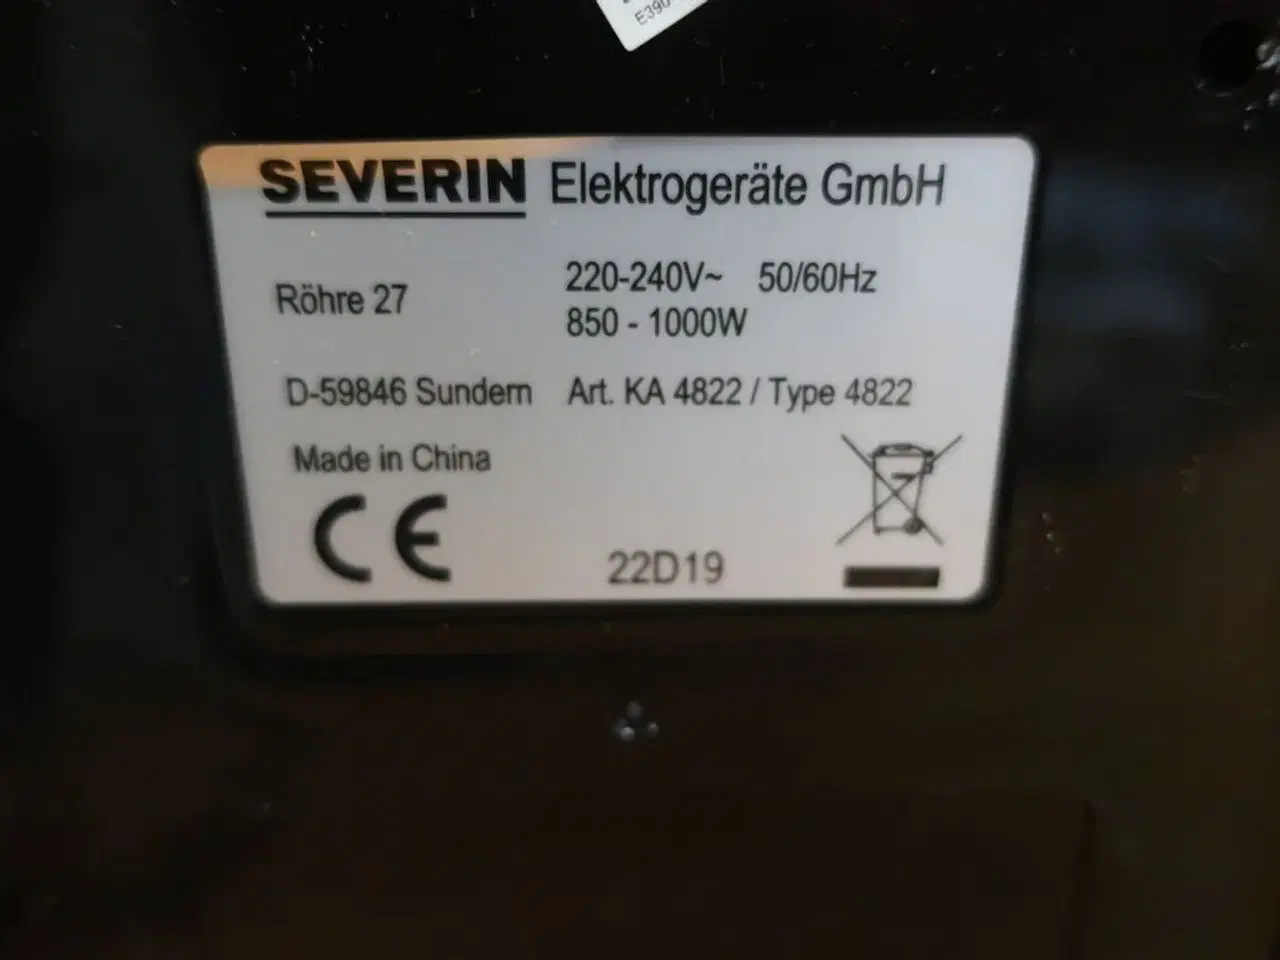 SEVERIN Elektrogeräte GmbH
Röhre 27
220-240V~ 50/60Hz
850 - 1000W
D-59846 Sundern
Art. KA 4822 / Type 4822
Made in China
CE
22D19